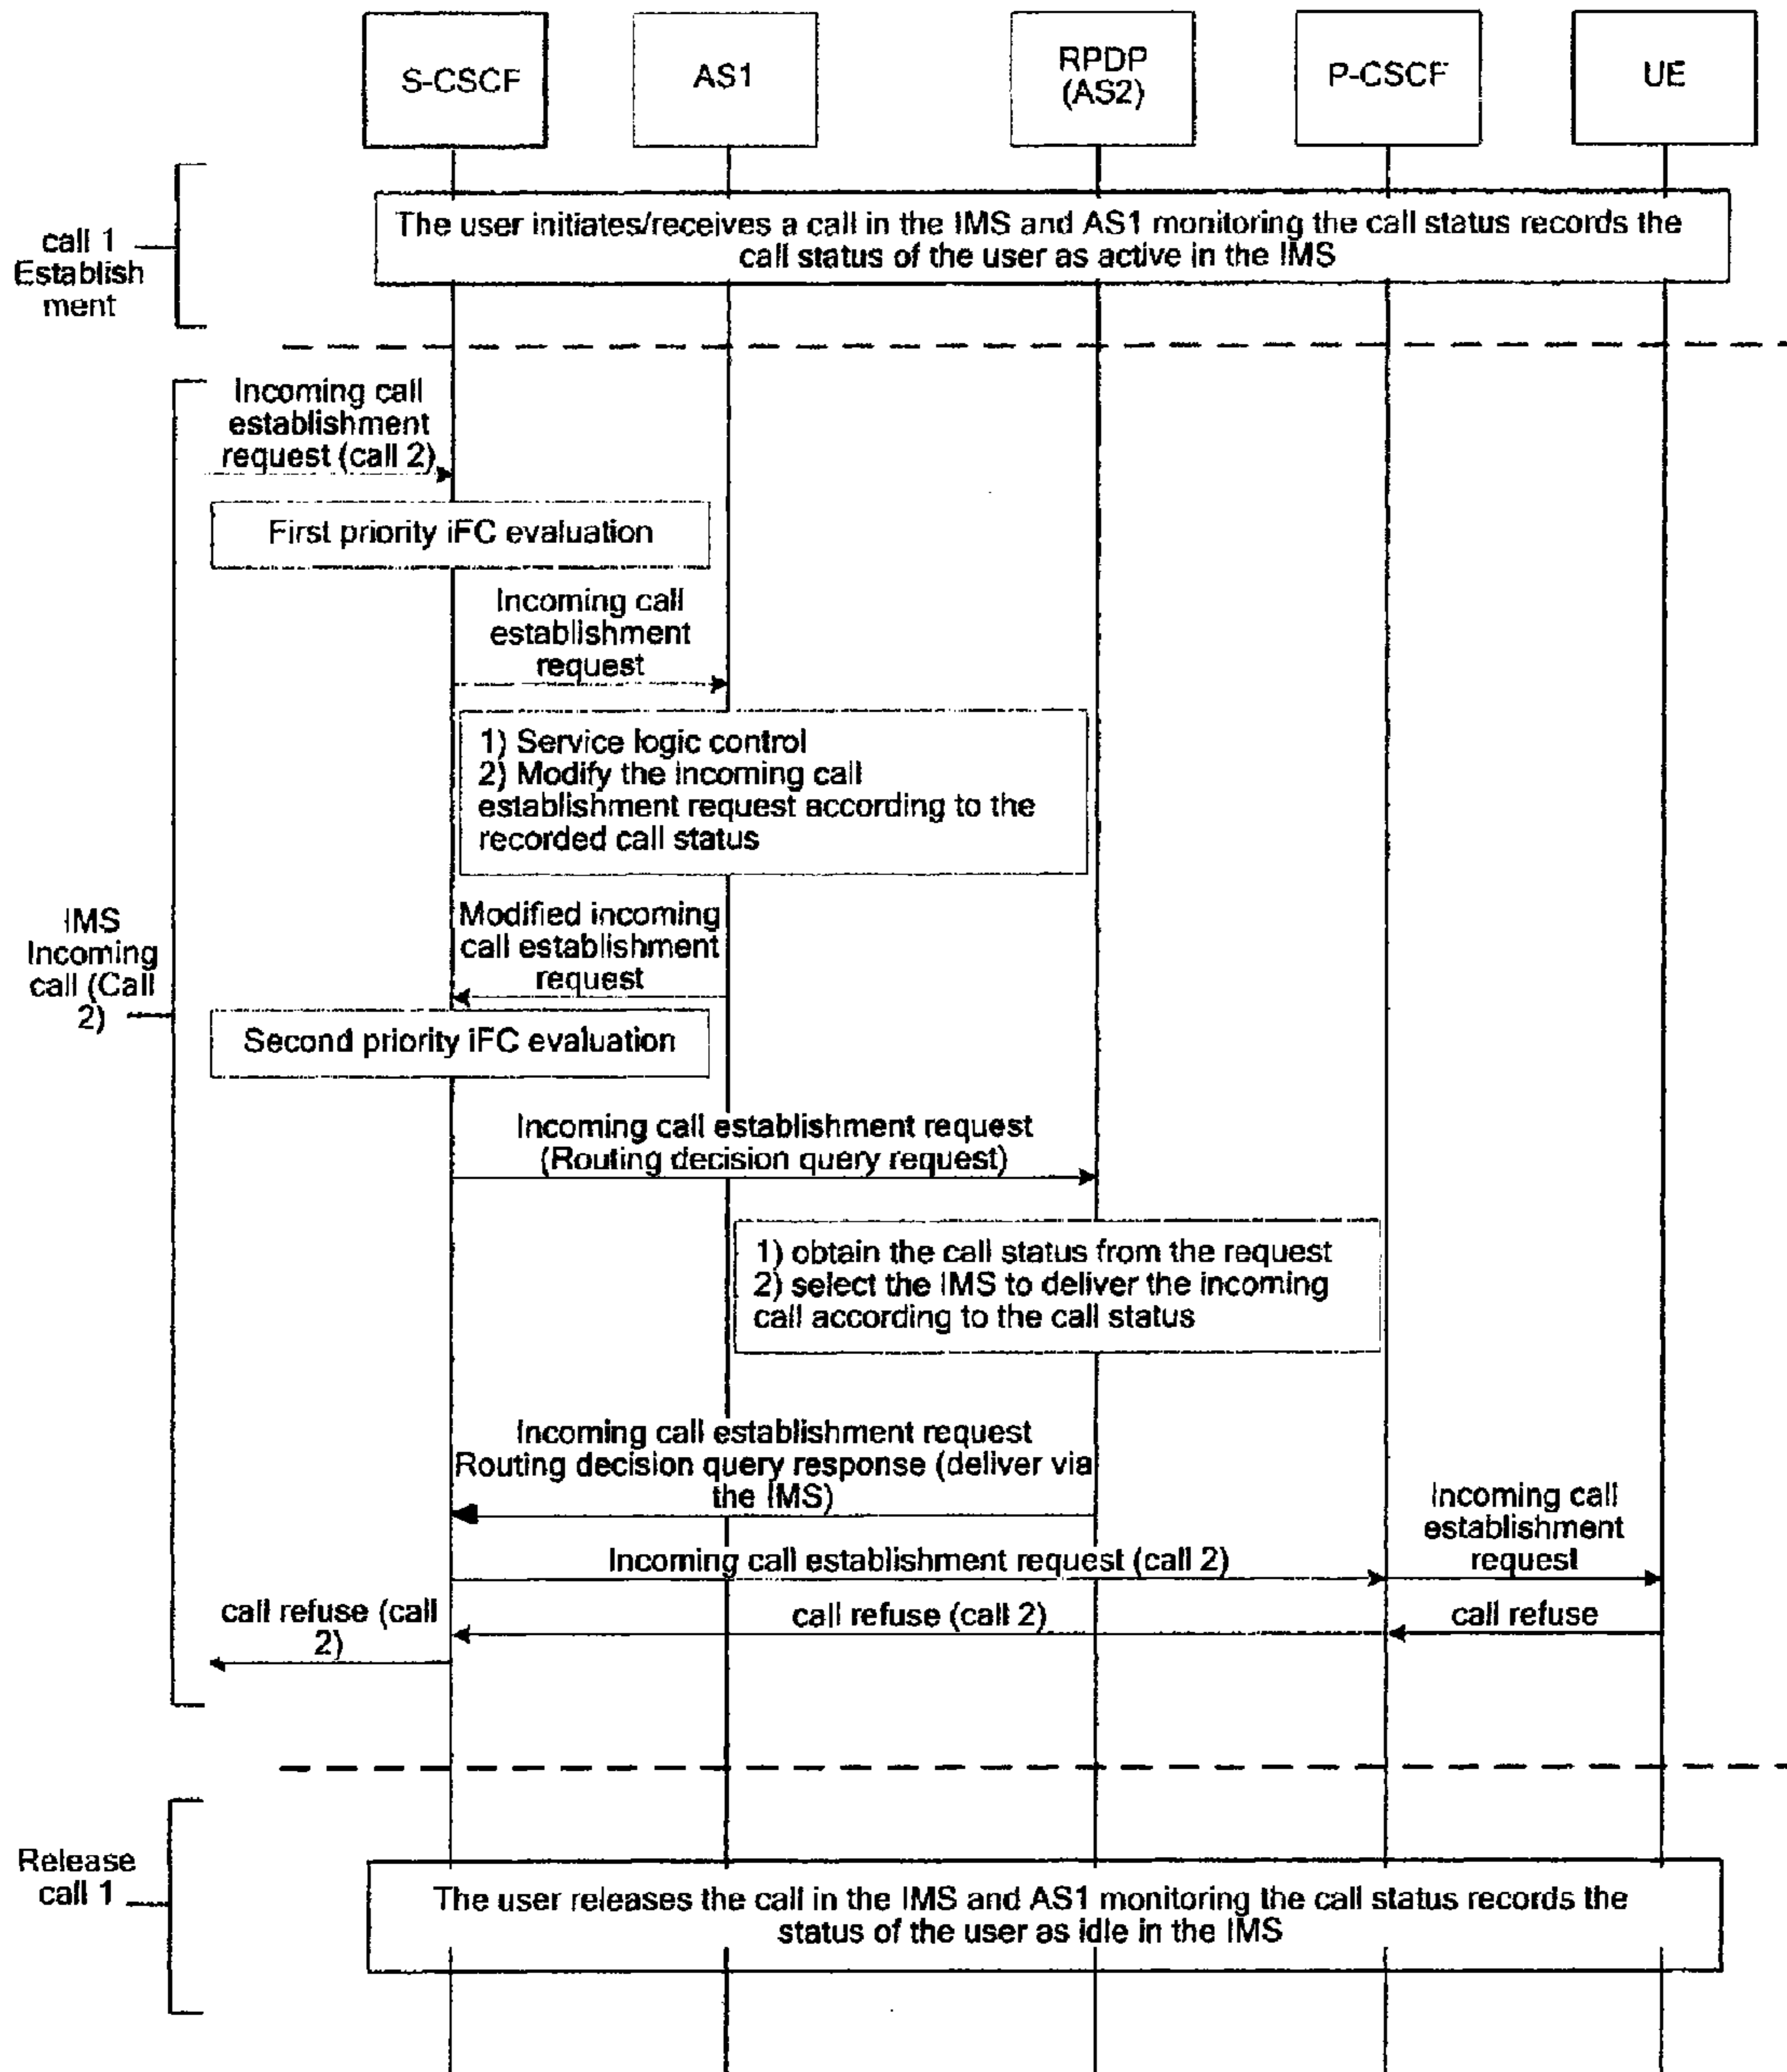 S-CSCF
AS1
RPDP
(AS2)
P-CSCF
UE
call 1
Establish
ment
The user initiates/receives a call in the IMS and AS1 monitoring the call status records the
call status of the user as active in the IMS
Incoming call
establishment
request (call 2)
First priority iFC evaluation
Incoming call
establishment
request
1) Service logic control
2) Modify the incoming call
establishment request according to the
recorded call status
IMS
Incoming
call (Call
2)
Modified incoming
call establishment
request
Second priority iFC evaluation
Incoming call establishment request
(Routing decision query request)
1) obtain the call status from the request
2) select the IMS to deliver the incoming
call according to the call status
Incoming call establishment request
Routing decision query response (deliver via
the IMS)
Incoming call
establishment
request
Incoming call establishment request (call 2)
call refuse (call
2)
call refuse (call 2)
call refuse
Release
call 1
The user releases the call in the IMS and AS1 monitoring the call status records the
status of the user as idle in the IMS